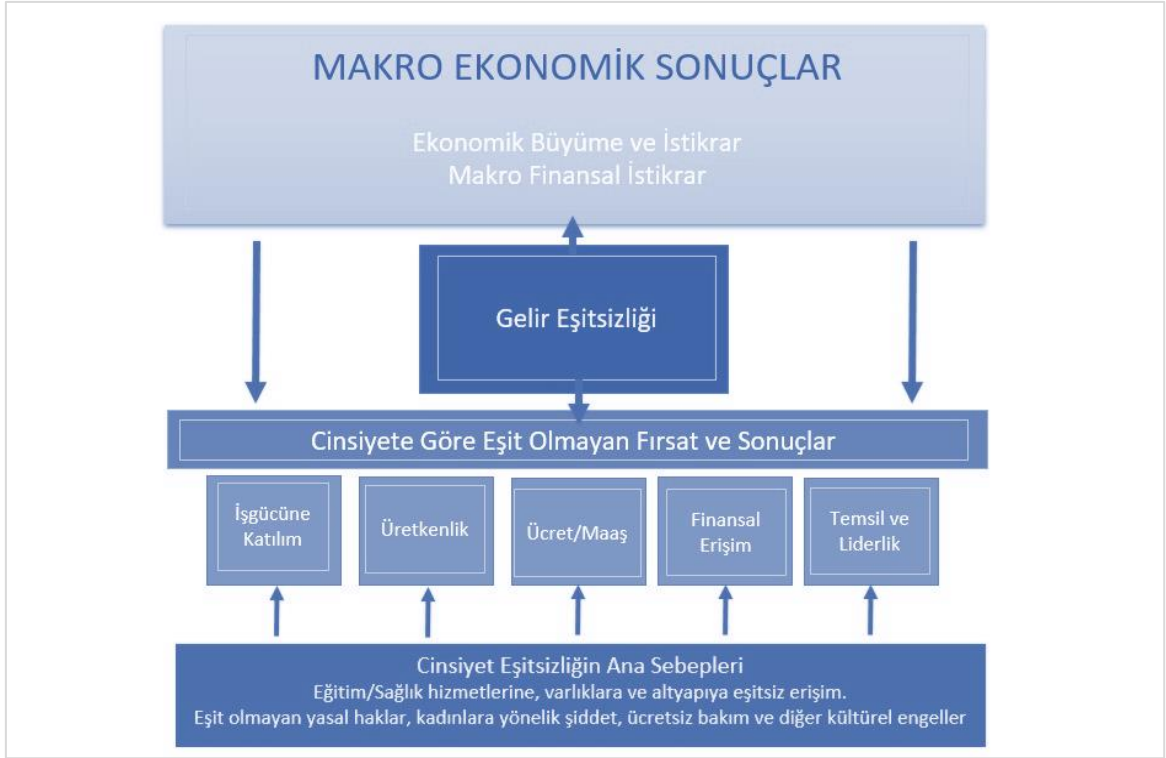 MAKRO EKONOMİK SONUÇLAR
Ekonomik Büyüme ve İstikrar
Makro Finansal İstikrar
Gelir Eşitsizliği
Cinsiyete Göre Eşit Olmayan Fırsat ve Sonuçlar
İşgücüne
Katılım
Üretkenlik
Ücret/Maaş
Finansal
Erişim
Temsil ve
Liderlik
Cinsiyet Eşitsizliğin Ana Sebepleri
Eğitim/Sağlık hizmetlerine, varlıklara ve altyapıya eşitsiz erişim.
Eşit olmayan yasal haklar, kadınlara yönelik şiddet, ücretsiz bakım ve diğer kültürel engeller